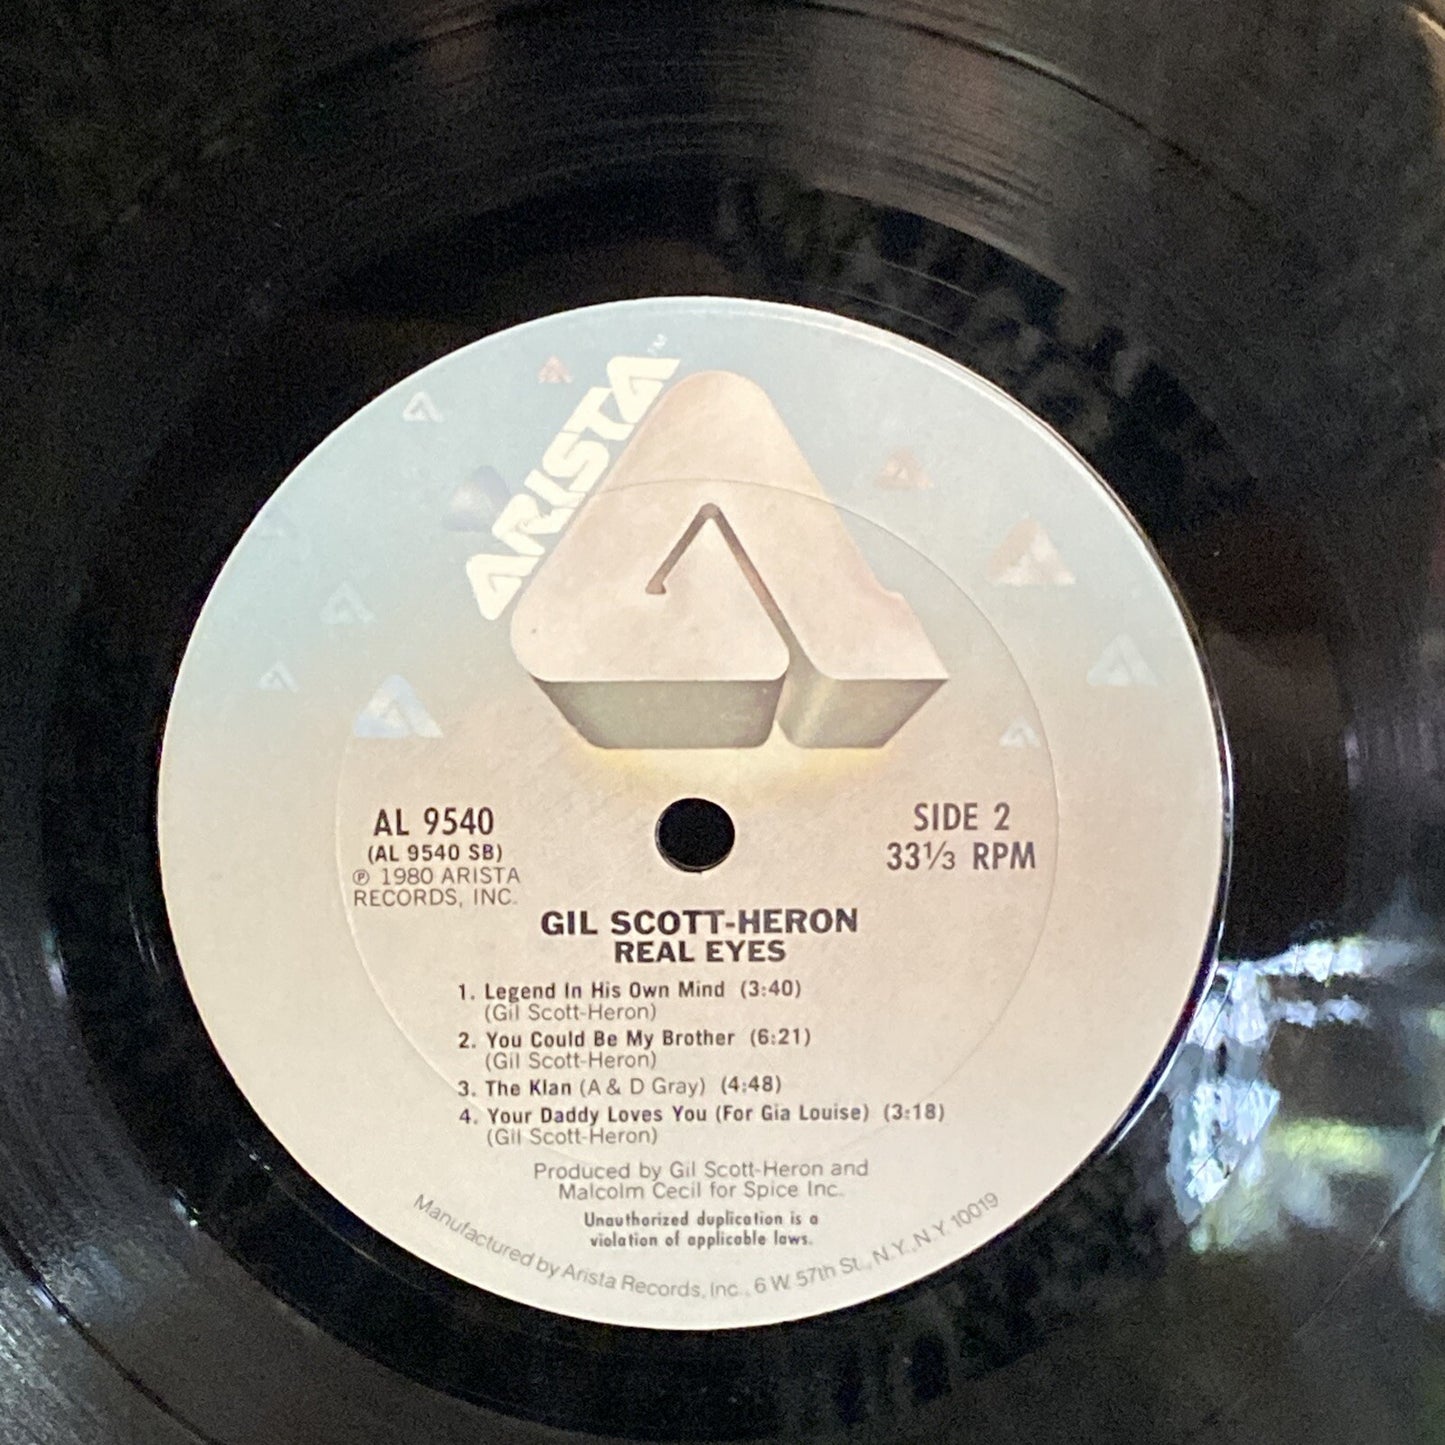 ARISTA™
AL 9540
(AL 9540 SB)
℗ 1980 ARISTA
RECORDS, INC.
SIDE 2
33⅓ RPM
GIL SCOTT-HERON
REAL EYES
1. Legend In His Own Mind (3:40)
(Gil Scott-Heron)
2. You Could Be My Brother (6:21)
(Gil Scott-Heron)
3. The Klan (A & D Gray) (4:48)
4. Your Daddy Loves You (For Gia Louise) (3:18)
(Gil Scott-Heron)
Produced by Gil Scott-Heron and
Malcolm Cecil for Spice Inc.
Unauthorized duplication is a
violation of applicable laws.
Manufactured by Arista Records, Inc., 6 W. 57th St., N.Y., N.Y. 10019